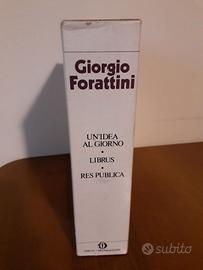 Giorgio
Forattini
UN'IDEA
AL GIORNO
•
LIBRUS
•
RES PUBLICA
subito